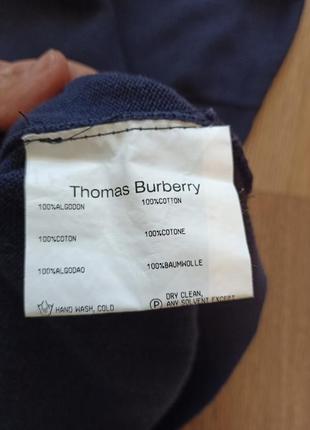 Thomas Burberry
100%ALGODON 100%COTTON
100%COTON 100%COTONE
100%ALGODAO 100%BAUMWOLLE
HAND WASH, COLD P DRY CLEAN,
ANY SOLVENT EXCEPT